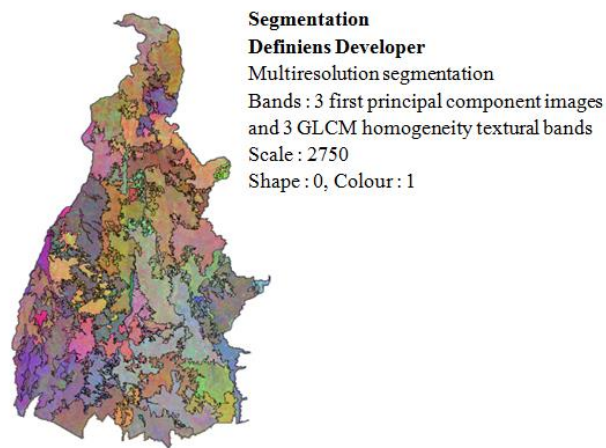 Segmentation
Definiens Developer
Multiresolution segmentation
Bands : 3 first principal component images
and 3 GLCM homogeneity textural bands
Scale : 2750
Shape : 0, Colour : 1